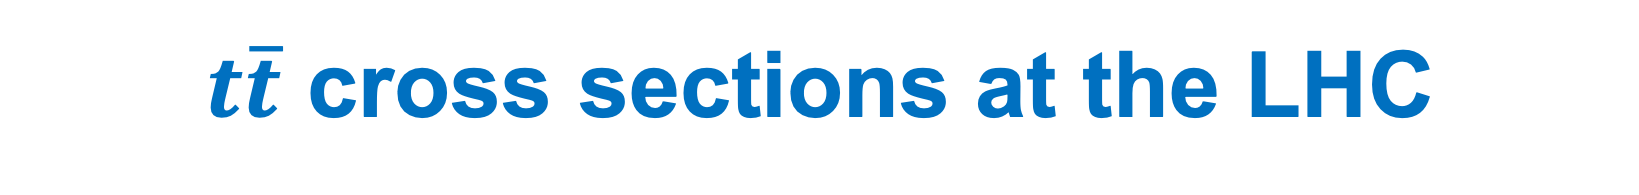 𝑡𝑡̅ cross sections at the LHC